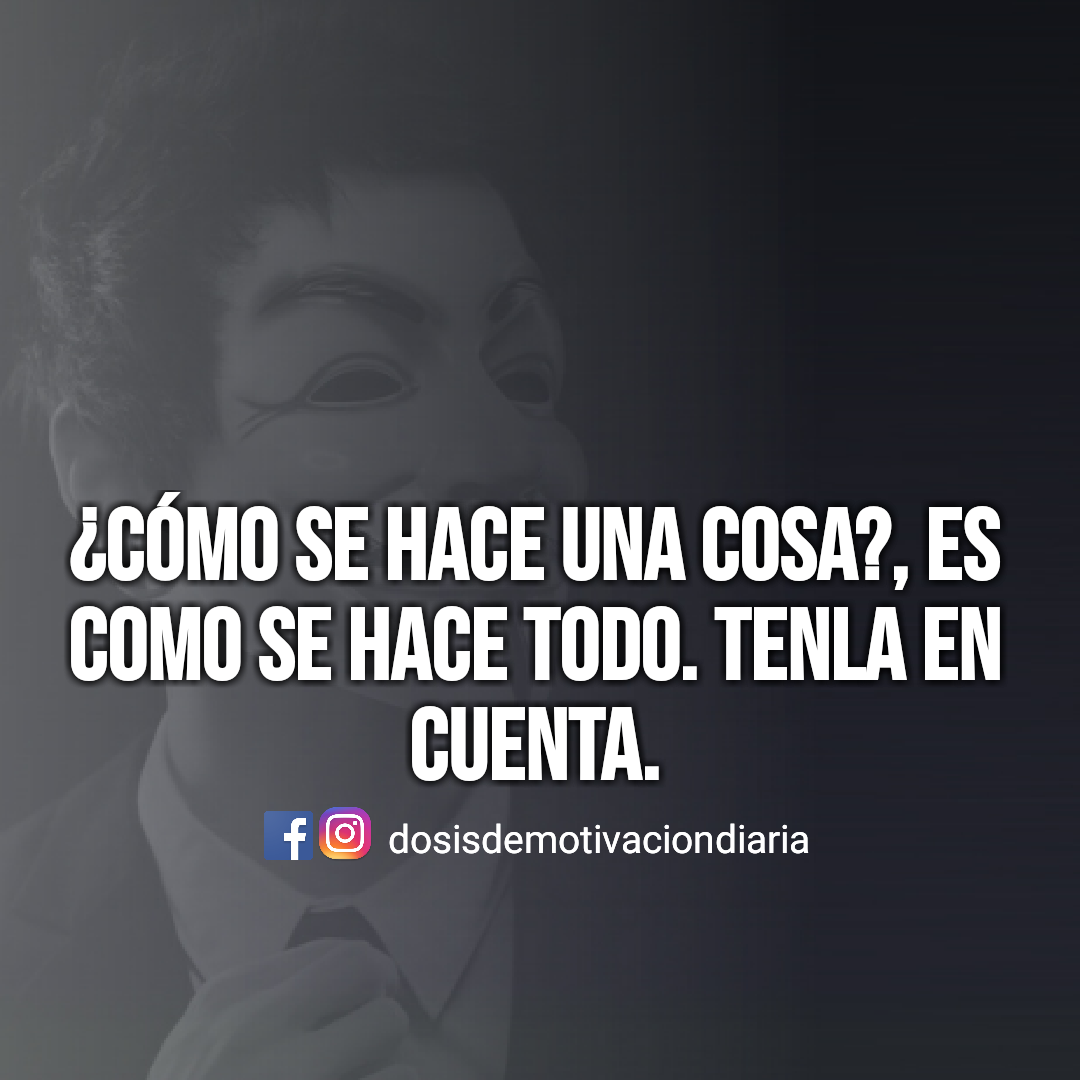 ¿CÓMO SE HACE UNA COSA?, ES
COMO SE HACE TODO. TENLA EN
CUENTA.
dosisdemotivaciondiaria